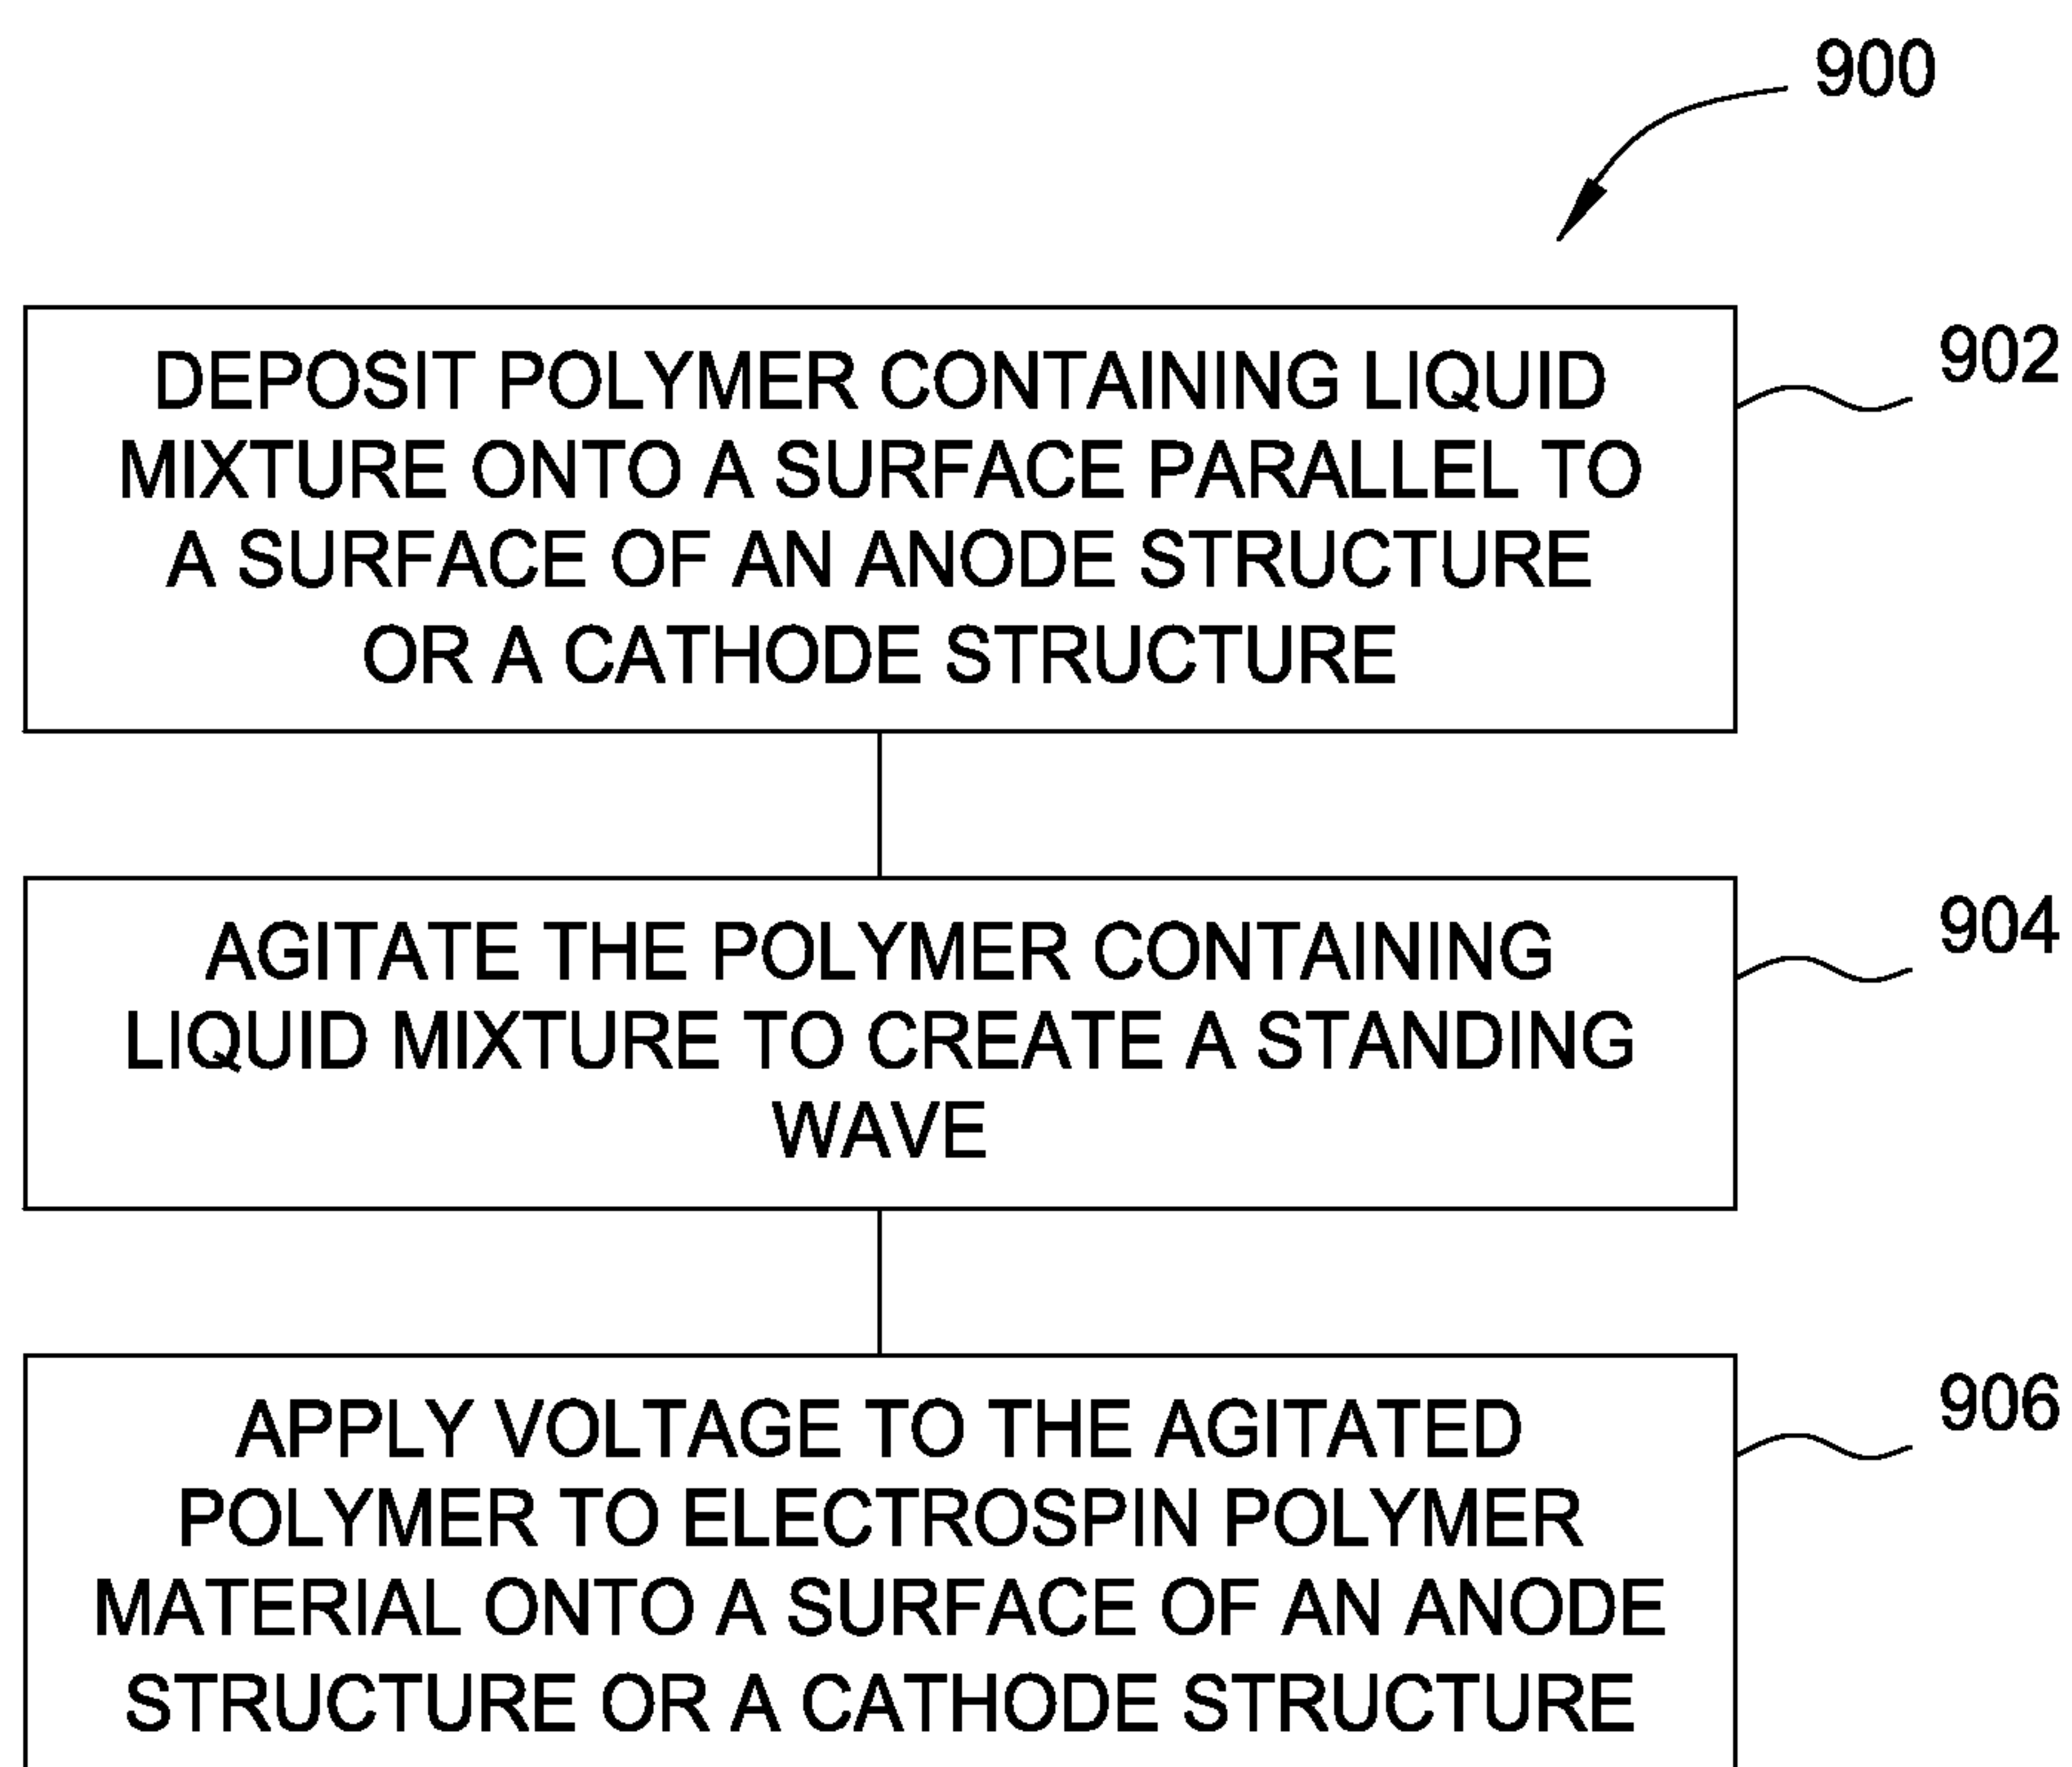 900
DEPOSIT POLYMER CONTAINING LIQUID
MIXTURE ONTO A SURFACE PARALLEL TO
A SURFACE OF AN ANODE STRUCTURE
OR A CATHODE STRUCTURE
902
AGITATE THE POLYMER CONTAINING
LIQUID MIXTURE TO CREATE A STANDING
WAVE
904
APPLY VOLTAGE TO THE AGITATED
POLYMER TO ELECTROSPIN POLYMER
MATERIAL ONTO A SURFACE OF AN ANODE
STRUCTURE OR A CATHODE STRUCTURE
906